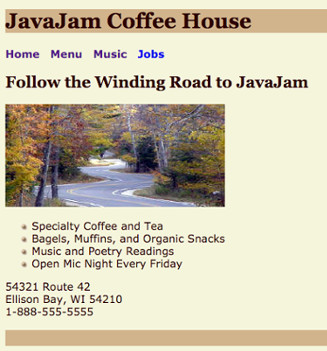 JavaJam Coffee House
Home Menu Music Jobs
Follow the Winding Road to JavaJam
Specialty Coffee and Tea
Bagels, Muffins, and Organic Snacks
Music and Poetry Readings
Open Mic Night Every Friday
54321 Route 42
Ellison Bay, WI 54210
1-888-555-5555